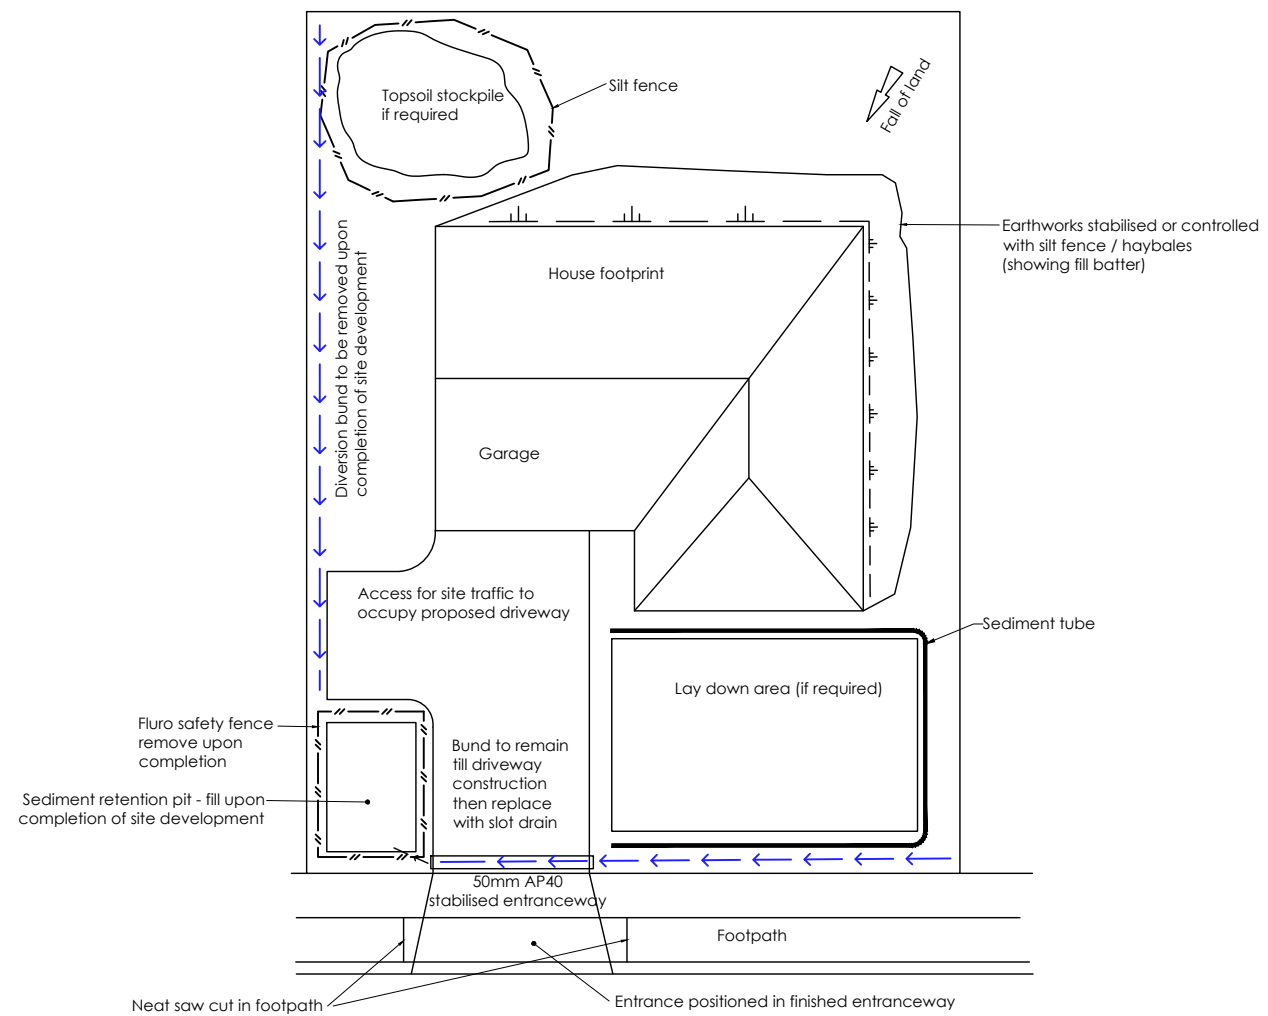 Topsoil stockpile
if required
Silt fence
Fall of land
Earthworks stabilised or controlled
with silt fence / haybales
(showing fill batter)
House footprint
Diversion bund to be removed upon
completion of site development
Garage
Access for site traffic to
occupy proposed driveway
Sediment tube
Lay down area (if required)
Fluro safety fence
remove upon
completion
Bund to remain
till driveway
construction
then replace
with slot drain
Sediment retention pit - fill upon
completion of site development
50mm AP40
stabilised entranceway
Footpath
Neat saw cut in footpath
Entrance positioned in finished entranceway